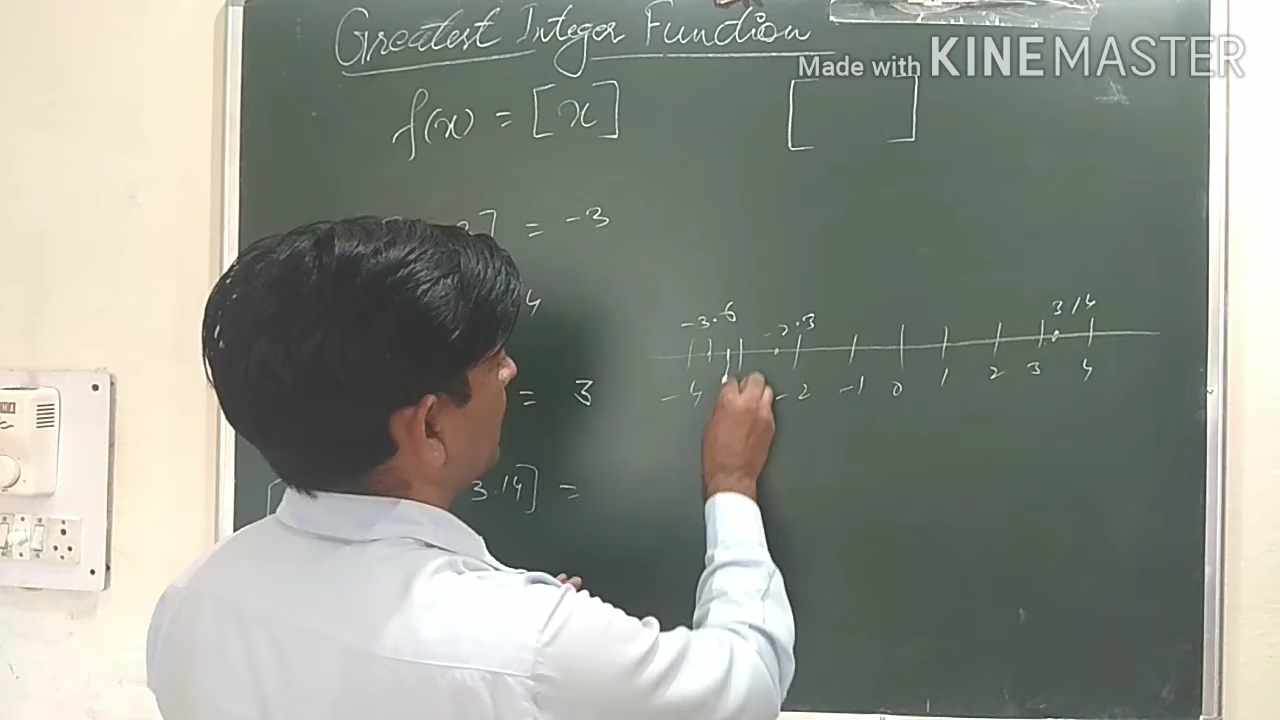 Greatest Integer Function
Made with KINEMASTER
f(x) = [x]
[ ]
] = -3
4
-3.6 -2.3 3.14
-4 -2 -1 0 1 2 3 4
= 3
3.14] =